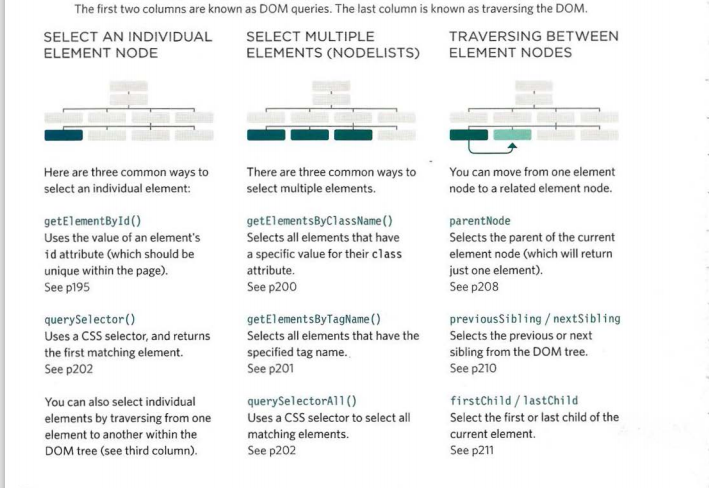 The first two columns are known as DOM queries. The last column is known as traversing the DOM.
SELECT AN INDIVIDUAL
ELEMENT NODE
Here are three common ways to
select an individual element:
getElementById()
Uses the value of an element's
id attribute (which should be
unique within the page).
See p195
querySelector()
Uses a CSS selector, and returns
the first matching element.
See p202
You can also select individual
elements by traversing from one
element to another within the
DOM tree (see third column).
SELECT MULTIPLE
ELEMENTS (NODELISTS)
There are three common ways to
select multiple elements.
getElementsByClassName()
Selects all elements that have
a specific value for their class
attribute.
See p200
getElementsByTagName()
Selects all elements that have the
specified tag name.
See p201
querySelectorAll()
Uses a CSS selector to select all
matching elements.
See p202
TRAVERSING BETWEEN
ELEMENT NODES
You can move from one element
node to a related element node.
parentNode
Selects the parent of the current
element node (which will return
just one element).
See p208
previousSibling / nextSibling
Selects the previous or next
sibling from the DOM tree.
See p210
firstChild / lastChild
Select the first or last child of the
current element.
See p211